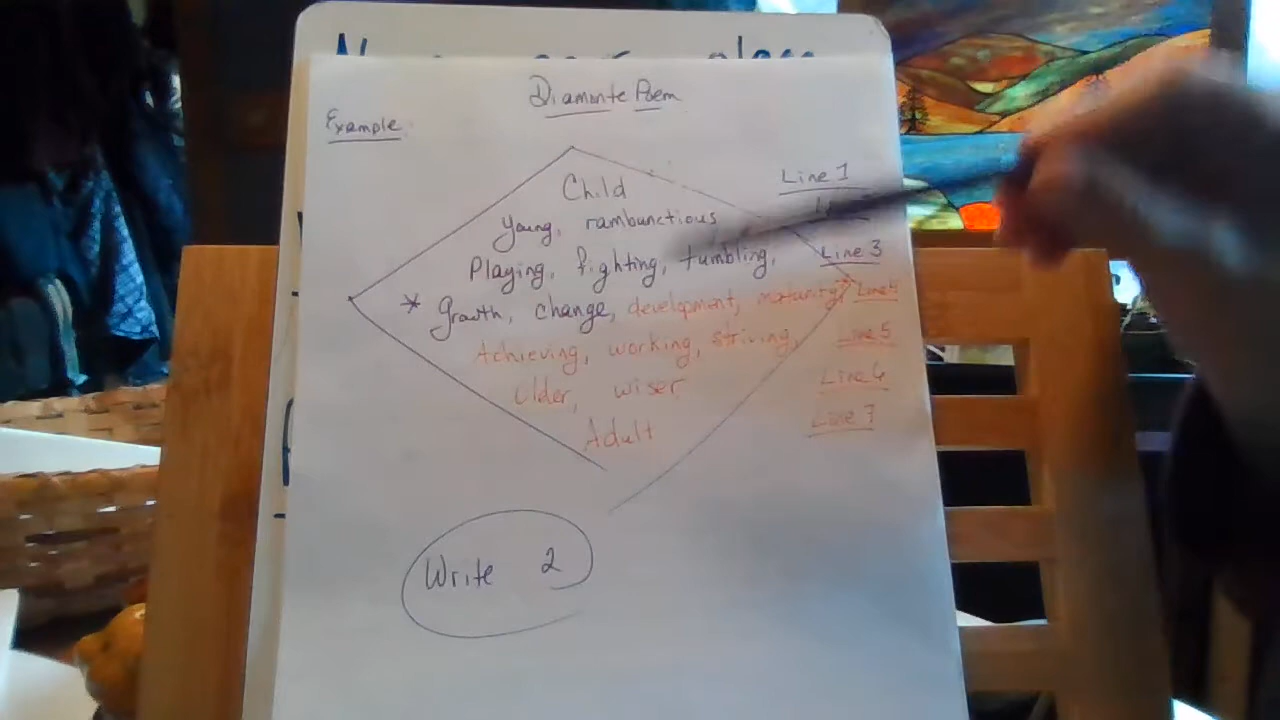 Diamonte Poem
Example
Child Line 1
Young, rambunctious
Playing, fighting, tumbling, Line 3
* Growth, change, development, maturity, Line 4
Achieving, working, striving, Line 5
Older, wiser Line 6
Adult Line 7
Write 2